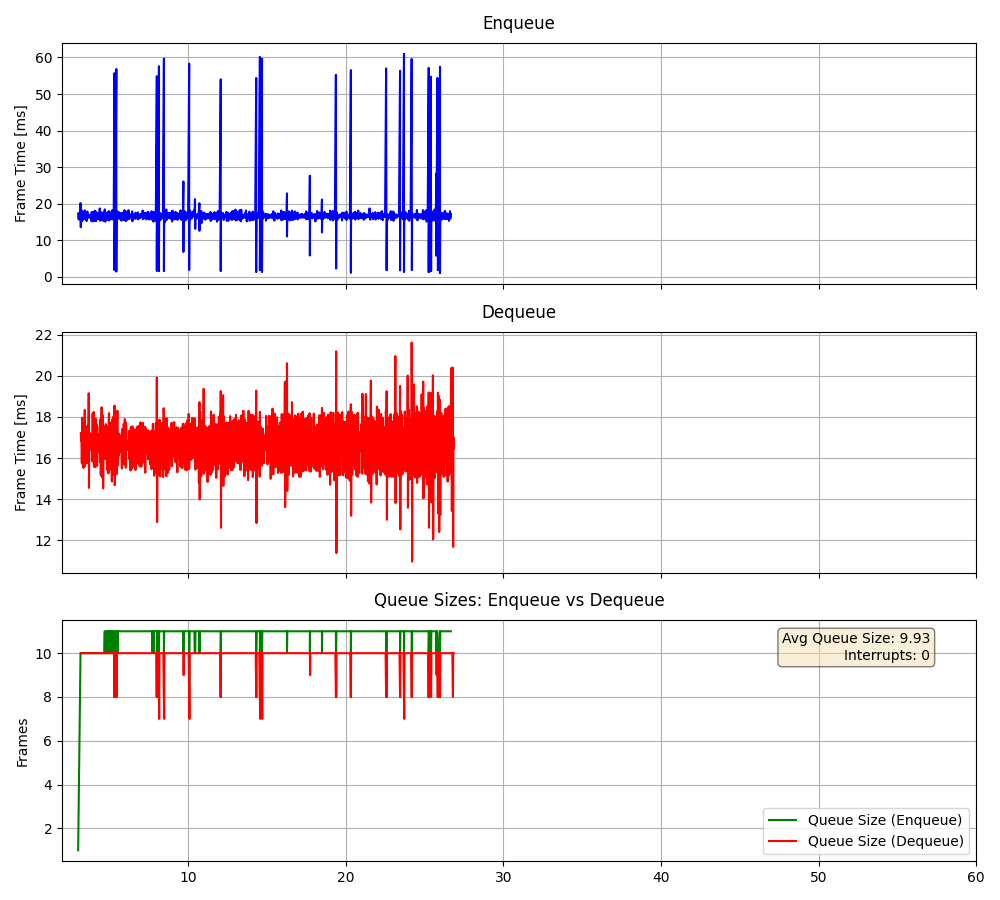 Enqueue
Frame Time [ms]
60
50
40
30
20
10
0
Dequeue
Frame Time [ms]
22
20
18
16
14
12
Queue Sizes: Enqueue vs Dequeue
Frames
10
8
6
4
2
Avg Queue Size: 9.93
Interrupts: 0
Queue Size (Enqueue)
Queue Size (Dequeue)
10 20 30 40 50 60